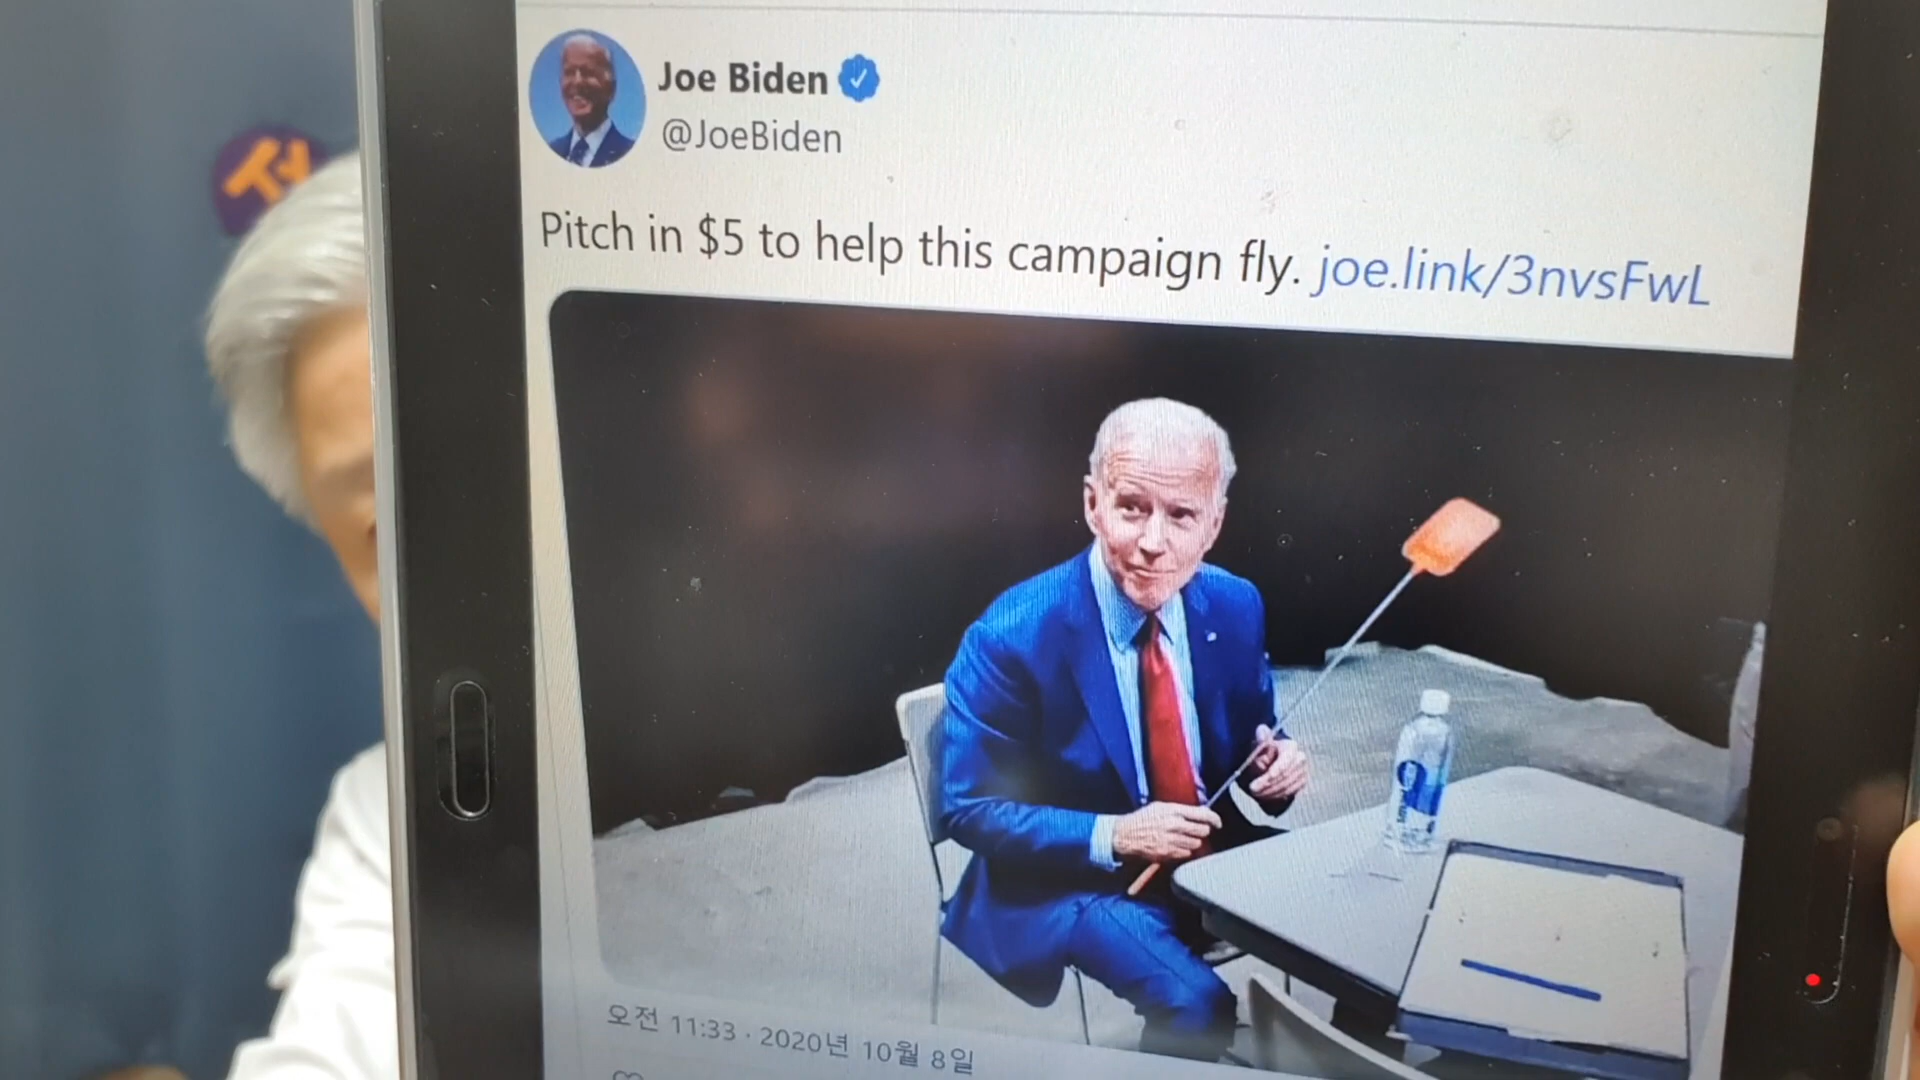 Joe Biden
@JoeBiden
Pitch in $5 to help this campaign fly. joe.link/3nvsFwL
오전 11:33 · 2020년 10월 8일